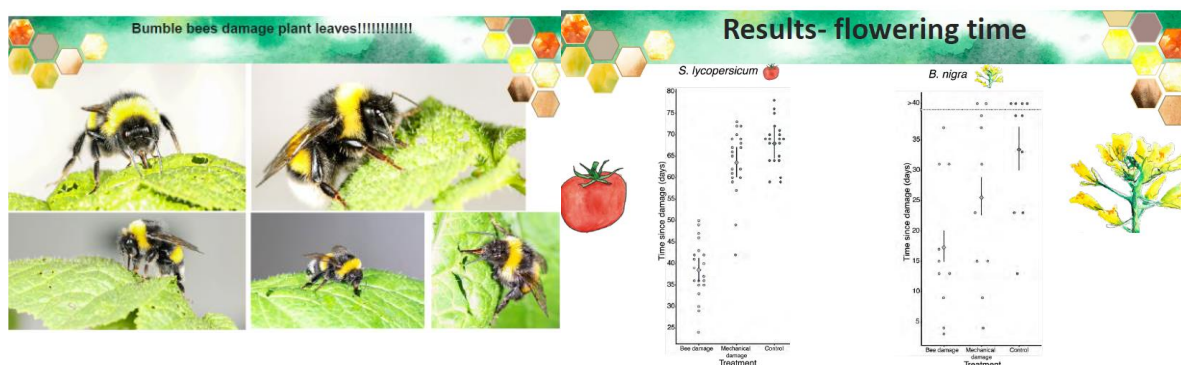 Bumble bees damage plant leaves!!!!!!!!!!!!
Results- flowering time
S. lycopersicum
Time since damage (days)
80
75
70
65
60
55
50
45
40
35
30
25
Bee damage
Mechanical
damage
Control
Treatment
B. nigra
Time since damage (days)
>40
35
30
25
20
15
10
5
Bee damage
Mechanical
damage
Control
Treatment